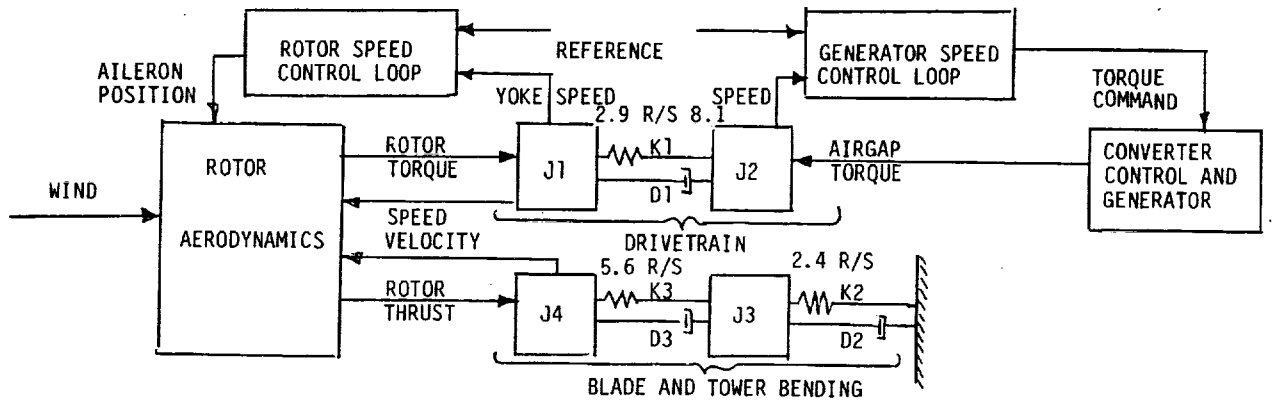 ROTOR SPEED
CONTROL LOOP
REFERENCE
GENERATOR SPEED
CONTROL LOOP
AILERON
POSITION
YOKE SPEED
SPEED
TORQUE
COMMAND
2.9 R/S 8.1
ROTOR
AERODYNAMICS
WIND
ROTOR
TORQUE
J1
K1
D1
J2
AIRGAP
TORQUE
CONVERTER
CONTROL AND
GENERATOR
SPEED
VELOCITY
DRIVETRAIN
5.6 R/S
2.4 R/S
ROTOR
THRUST
J4
K3
D3
J3
K2
D2
BLADE AND TOWER BENDING